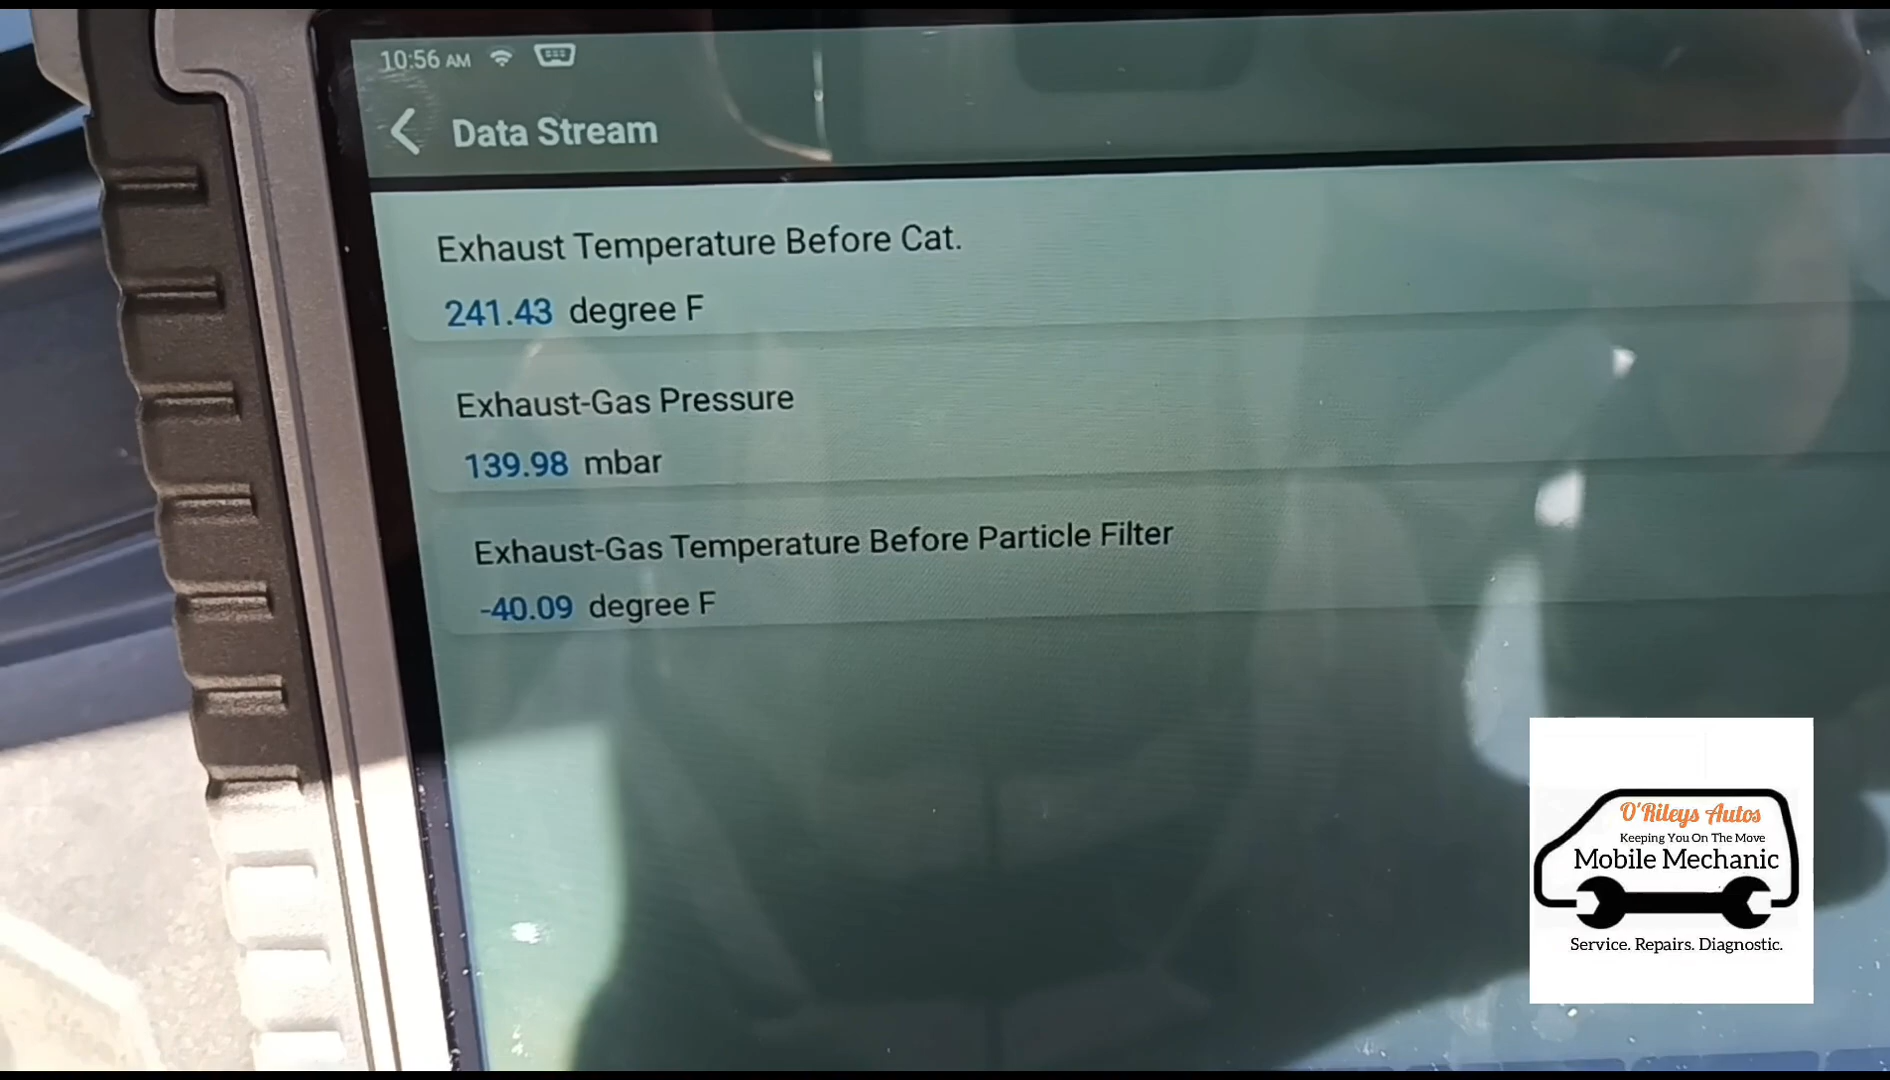 10:56 AM
Data Stream
Exhaust Temperature Before Cat.
241.43 degree F
Exhaust-Gas Pressure
139.98 mbar
Exhaust-Gas Temperature Before Particle Filter
-40.09 degree F
O'Rileys Autos
Keeping You On The Move
Mobile Mechanic
Service. Repairs. Diagnostic.